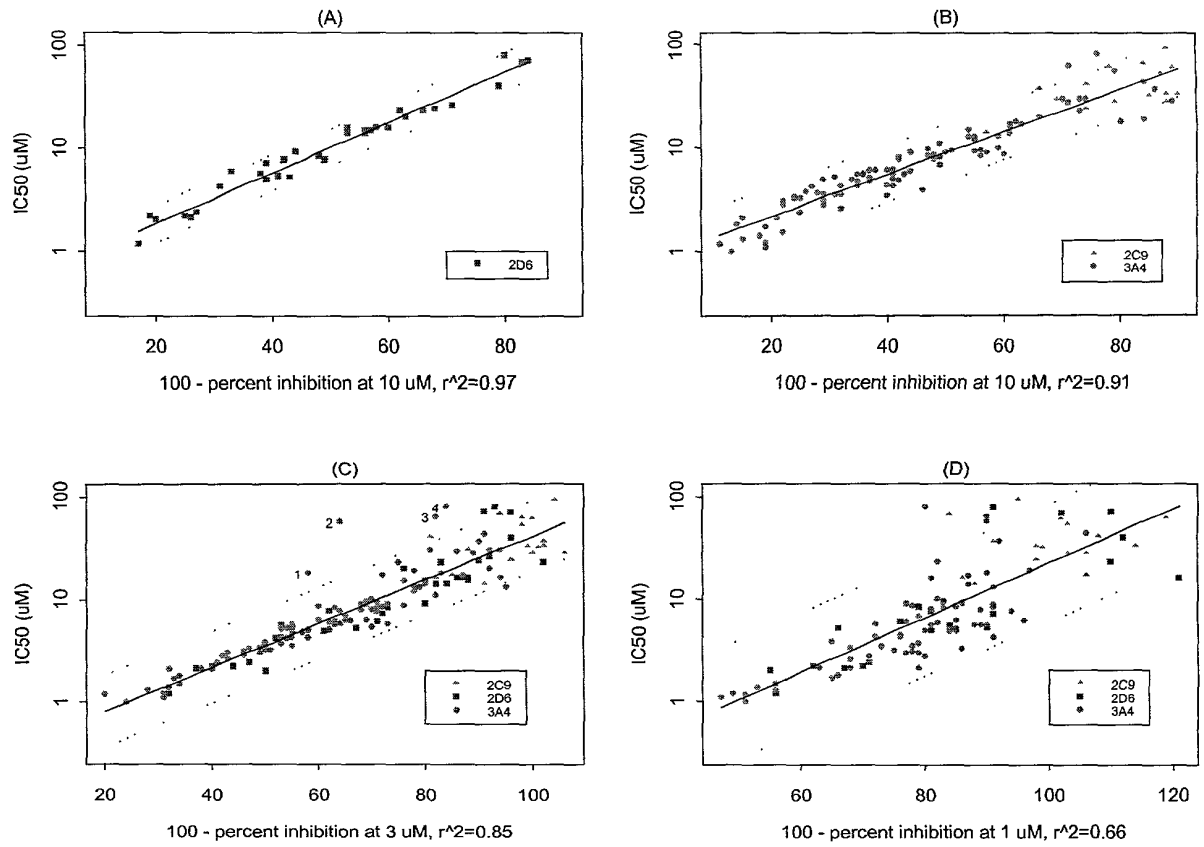 (A)
100
10
1
IC50 (uM)
2D6
20 40 60 80
100 - percent inhibition at 10 uM, r^2=0.97
(B)
100
10
1
IC50 (uM)
2C9
3A4
20 40 60 80
100 - percent inhibition at 10 uM, r^2=0.91
(C)
100
10
1
IC50 (uM)
1
2
3
4
2C9
2D6
3A4
20 40 60 80 100
100 - percent inhibition at 3 uM, r^2=0.85
(D)
100
10
1
IC50 (uM)
2C9
2D6
3A4
60 80 100 120
100 - percent inhibition at 1 uM, r^2=0.66